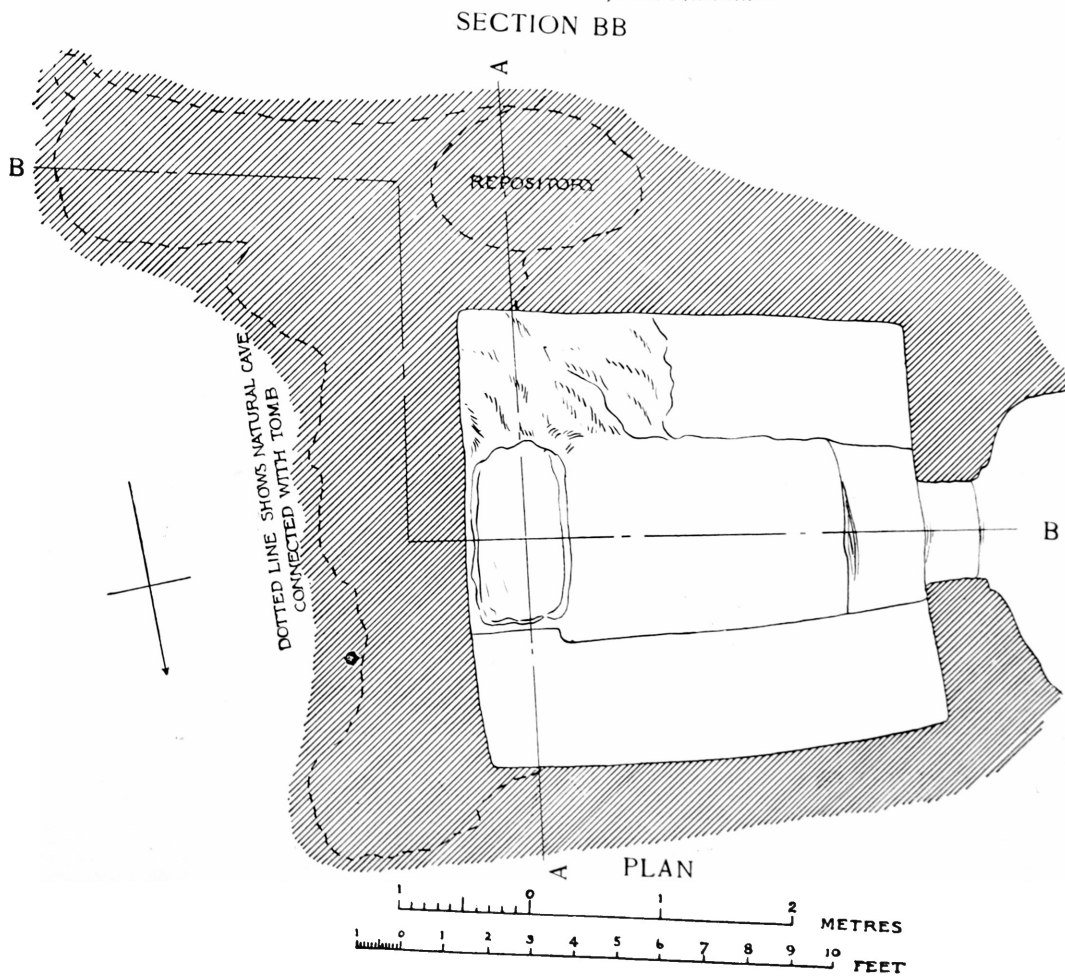 SECTION BB
A
B
REPOSITORY
DOTTED LINE SHOWS NATURAL CAVE
CONNECTED WITH TOMB
B
A
PLAN
1 0 1 2 METRES
1 0 1 2 3 4 5 6 7 8 9 10 FEET